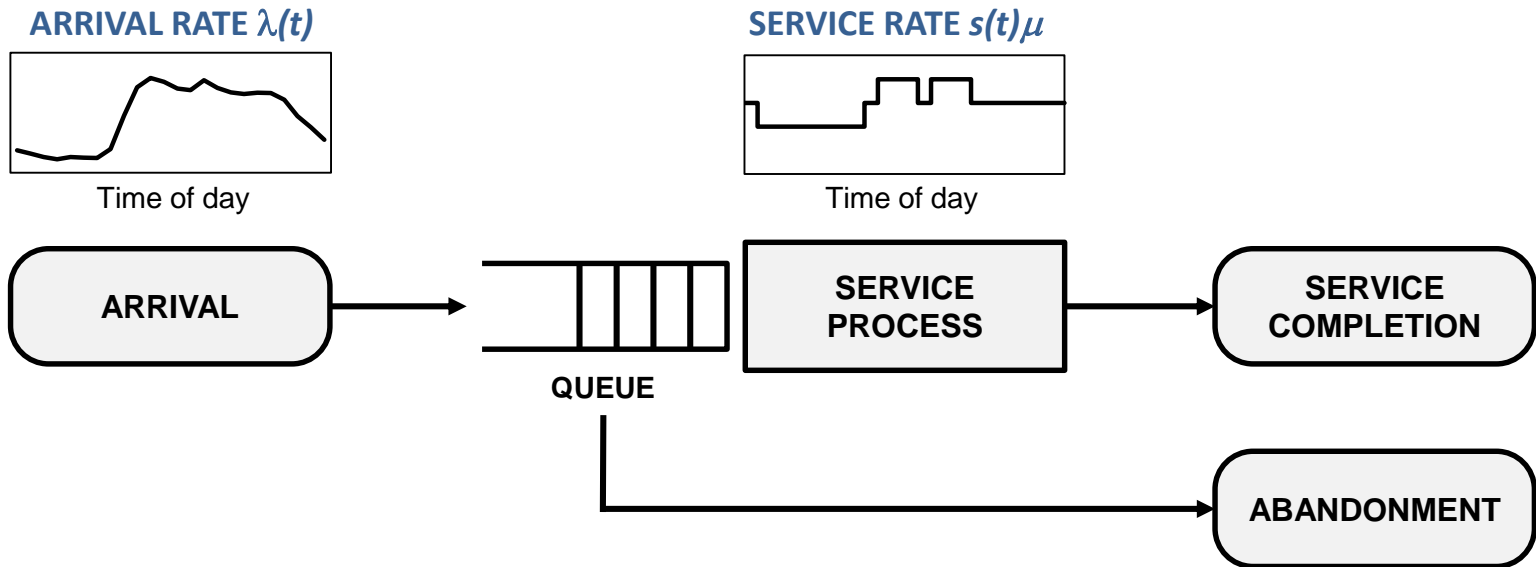 ARRIVAL RATE λ(t)
SERVICE RATE s(t)μ
Time of day
Time of day
ARRIVAL
QUEUE
SERVICE
PROCESS
SERVICE
COMPLETION
ABANDONMENT